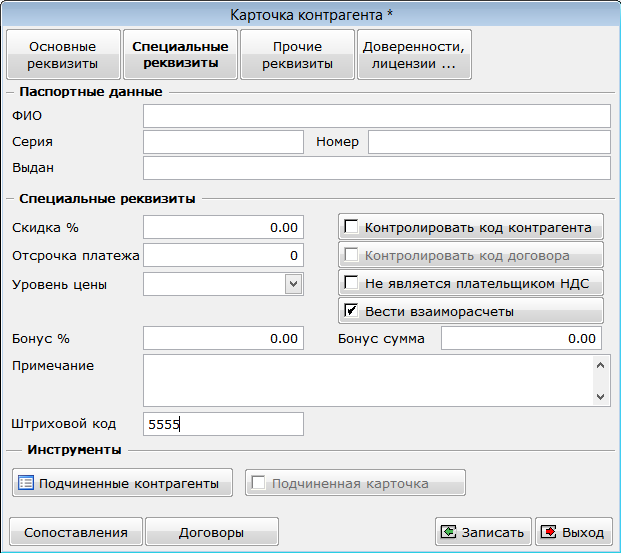 Карточка контрагента *
Основные реквизиты
Специальные реквизиты
Прочие реквизиты
Доверенности, лицензии ...
Паспортные данные
ФИО
Серия Номер
Выдан
Специальные реквизиты
Скидка % 0.00 Контролировать код контрагента
Отсрочка платежа 0 Контролировать код договора
Уровень цены Не является плательщиком НДС
Вести взаиморасчеты
Бонус % 0.00 Бонус сумма 0.00
Примечание
Штриховой код 5555
Инструменты
Подчиненные контрагенты Подчиненная карточка
Сопоставления Договоры Записать Выход